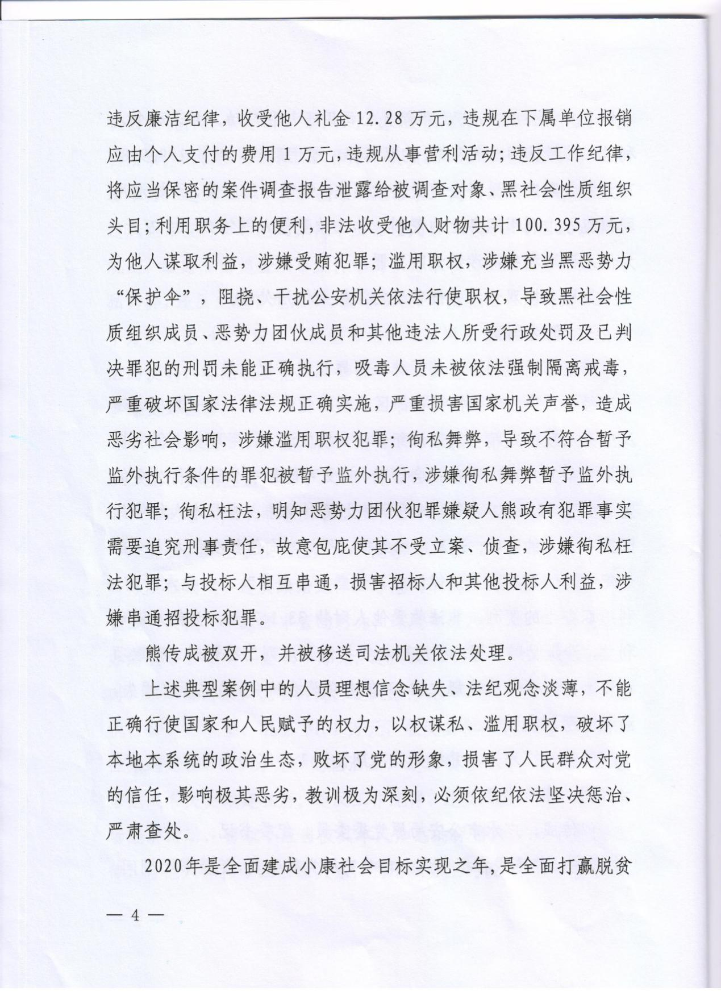 违反廉洁纪律，收受他人礼金12.28万元，违规在下属单位报销
应由个人支付的费用1万元，违规从事营利活动；违反工作纪律，
将应当保密的案件调查报告泄露给被调查对象、黑社会性质组织
头目；利用职务上的便利，非法收受他人财物共计100.395万元，
为他人谋取利益，涉嫌受贿犯罪；滥用职权，涉嫌充当黑恶势力
“保护伞”，阻挠、干扰公安机关依法行使职权，导致黑社会性
质组织成员、恶势力团伙成员和其他违法人所受行政处罚及已判
决罪犯的刑罚未能正确执行，吸毒人员未被依法强制隔离戒毒，
严重破坏国家法律法规正确实施，严重损害国家机关声誉，造成
恶劣社会影响，涉嫌滥用职权犯罪；徇私舞弊，导致不符合暂予
监外执行条件的罪犯被暂予监外执行，涉嫌徇私舞弊暂予监外执
行犯罪；徇私枉法，明知恶势力团伙犯罪嫌疑人熊政有犯罪事实
需要追究刑事责任，故意包庇使其不受立案、侦查，涉嫌徇私枉
法犯罪；与投标人相互串通，损害招标人和其他投标人利益，涉
嫌串通招投标犯罪。
熊传成被双开，并被移送司法机关依法处理。
上述典型案例中的人员理想信念缺失、法纪观念淡薄，不能
正确行使国家和人民赋予的权力，以权谋私、滥用职权，破坏了
本地本系统的政治生态，败坏了党的形象，损害了人民群众对党
的信任，影响极其恶劣，教训极为深刻，必须依纪依法坚决惩治、
严肃查处。
2020年是全面建成小康社会目标实现之年，是全面打赢脱贫
— 4 —